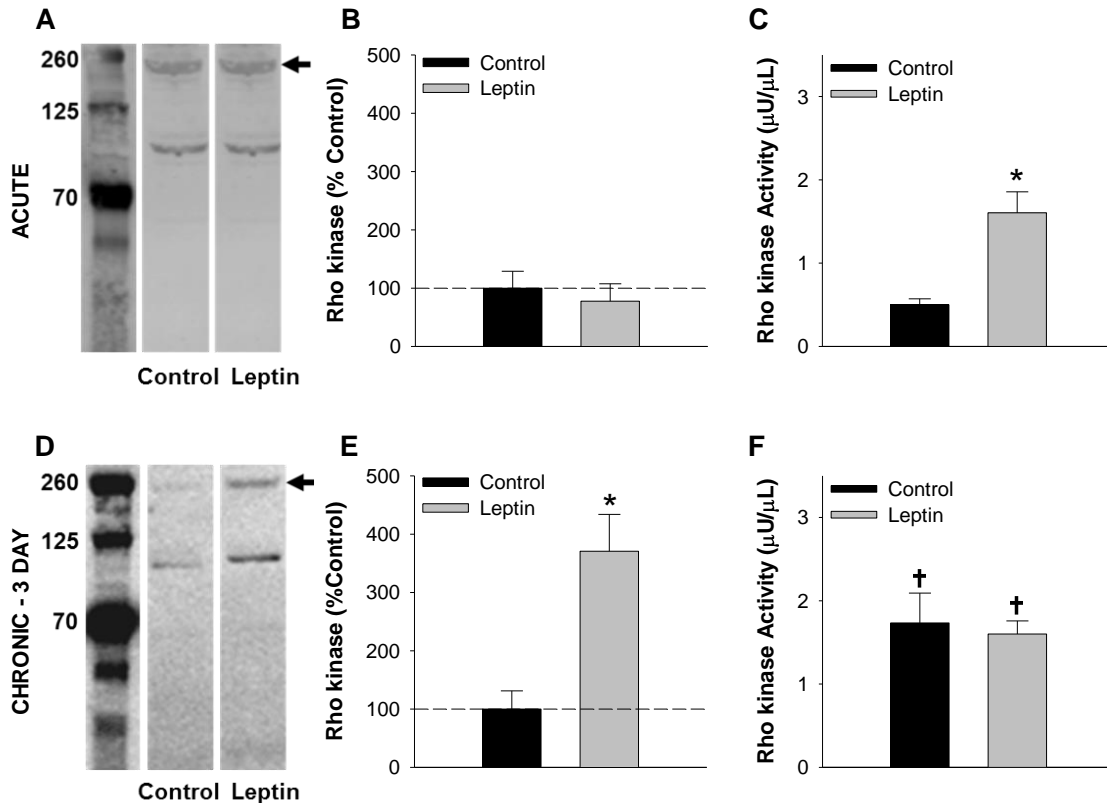 A
260
125
70
ACUTE
Control Leptin
B
500
400
300
200
100
0
Rho kinase (% Control)
Control
Leptin
C
3
2
1
0
Rho kinase Activity (μU/μL)
Control
Leptin
*
D
260
125
70
CHRONIC - 3 DAY
Control Leptin
E
500
400
300
200
100
0
Rho kinase (%Control)
Control
Leptin
*
F
3
2
1
0
Rho kinase Activity (μU/μL)
Control
Leptin
† †